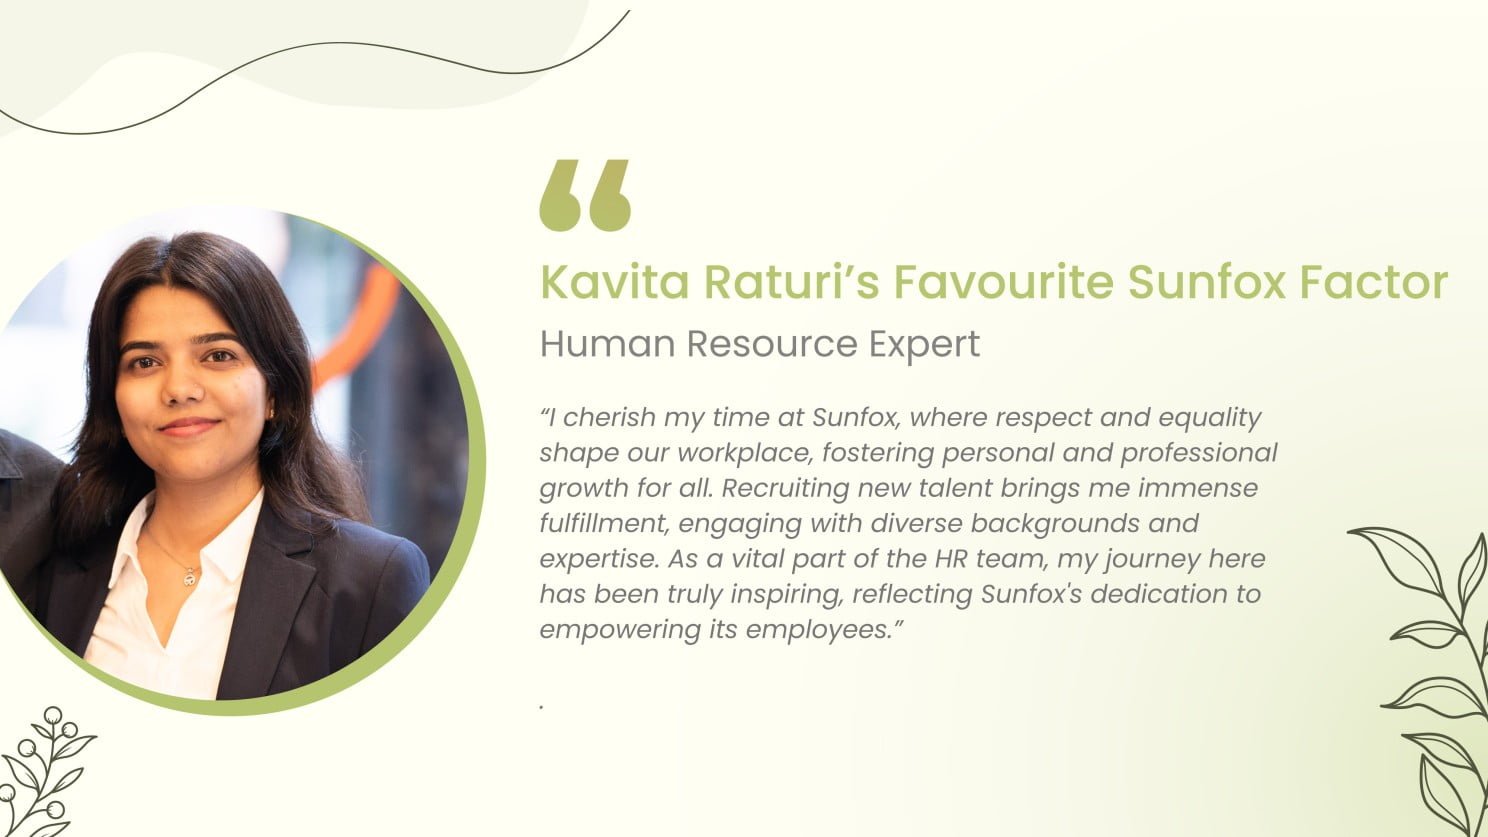 “
Kavita Raturi’s Favourite Sunfox Factor
Human Resource Expert
“I cherish my time at Sunfox, where respect and equality
shape our workplace, fostering personal and professional
growth for all. Recruiting new talent brings me immense
fulfillment, engaging with diverse backgrounds and
expertise. As a vital part of the HR team, my journey here
has been truly inspiring, reflecting Sunfox's dedication to
empowering its employees.”
.